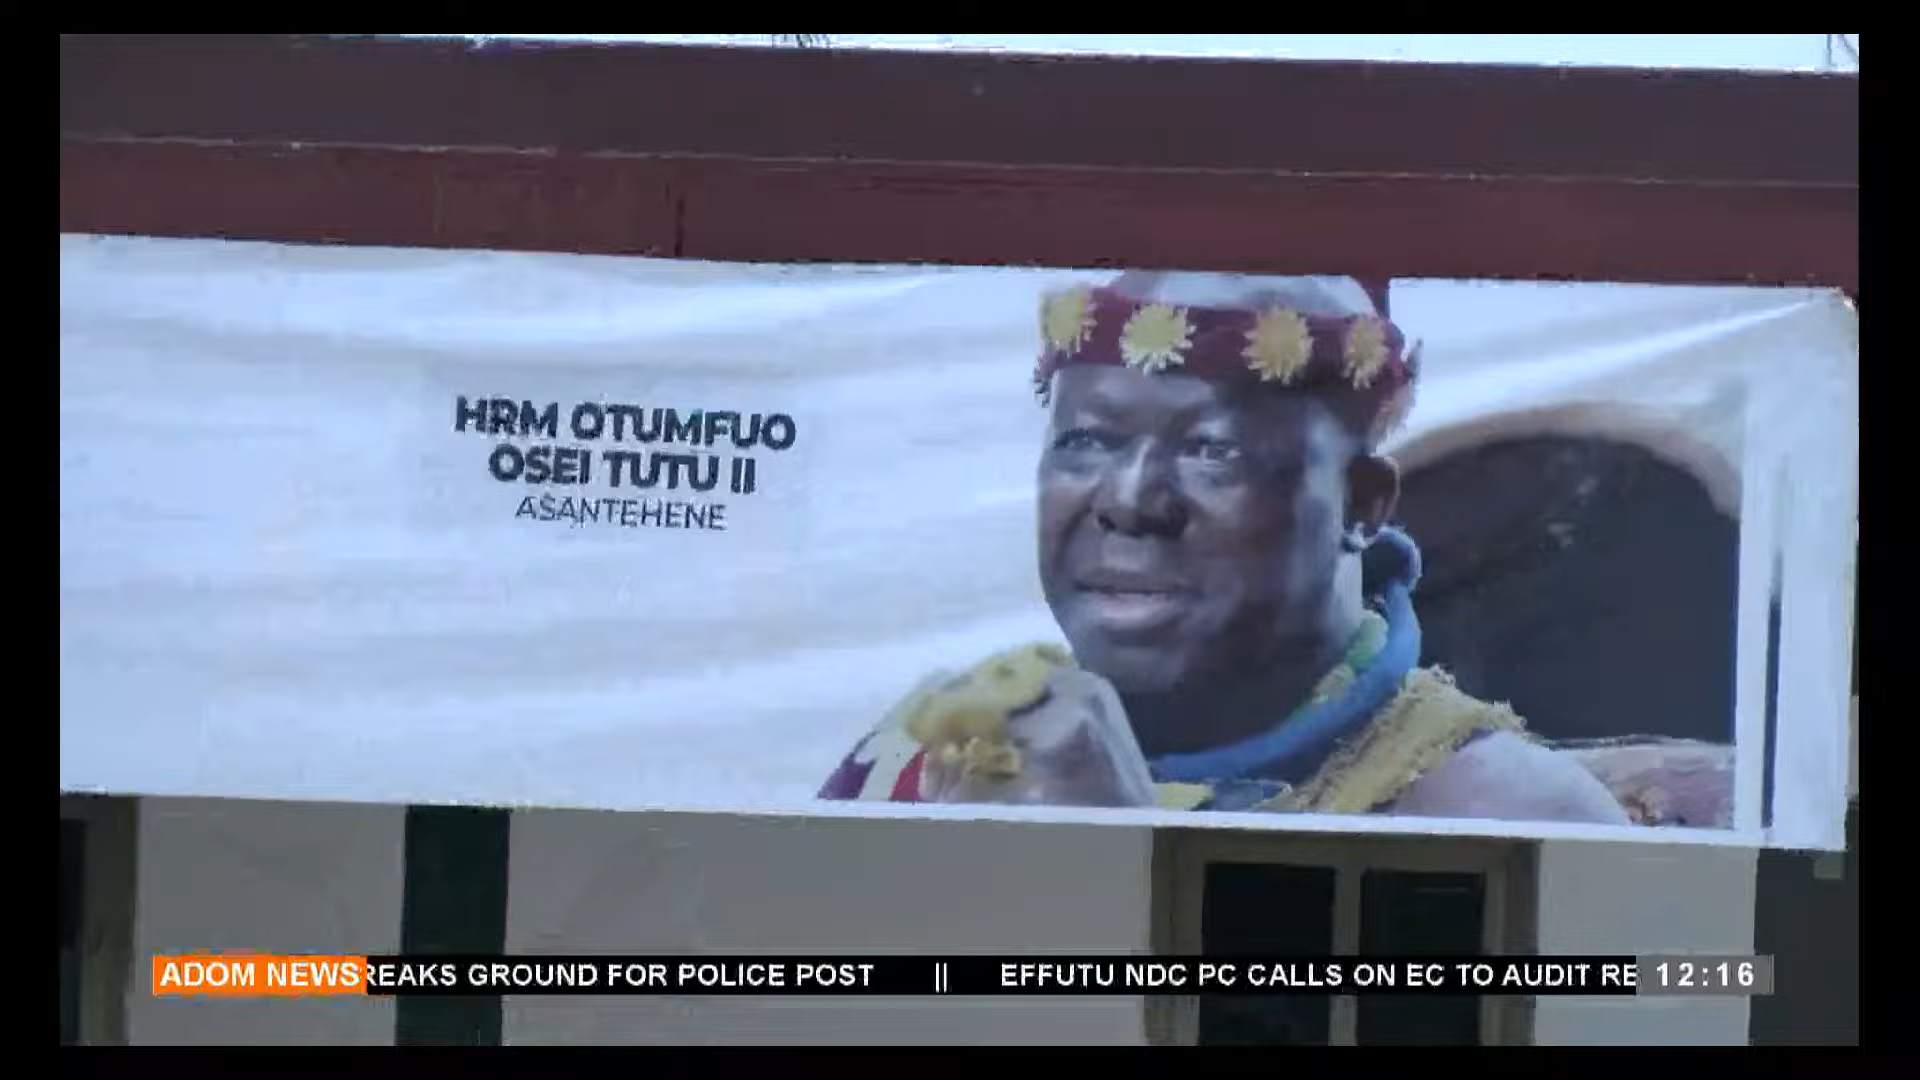 HRM OTUMFUO
OSEI TUTU II
ASANTEHENE
ADOM NEWS REAKS GROUND FOR POLICE POST || EFFUTU NDC PC CALLS ON EC TO AUDIT RE 12:16